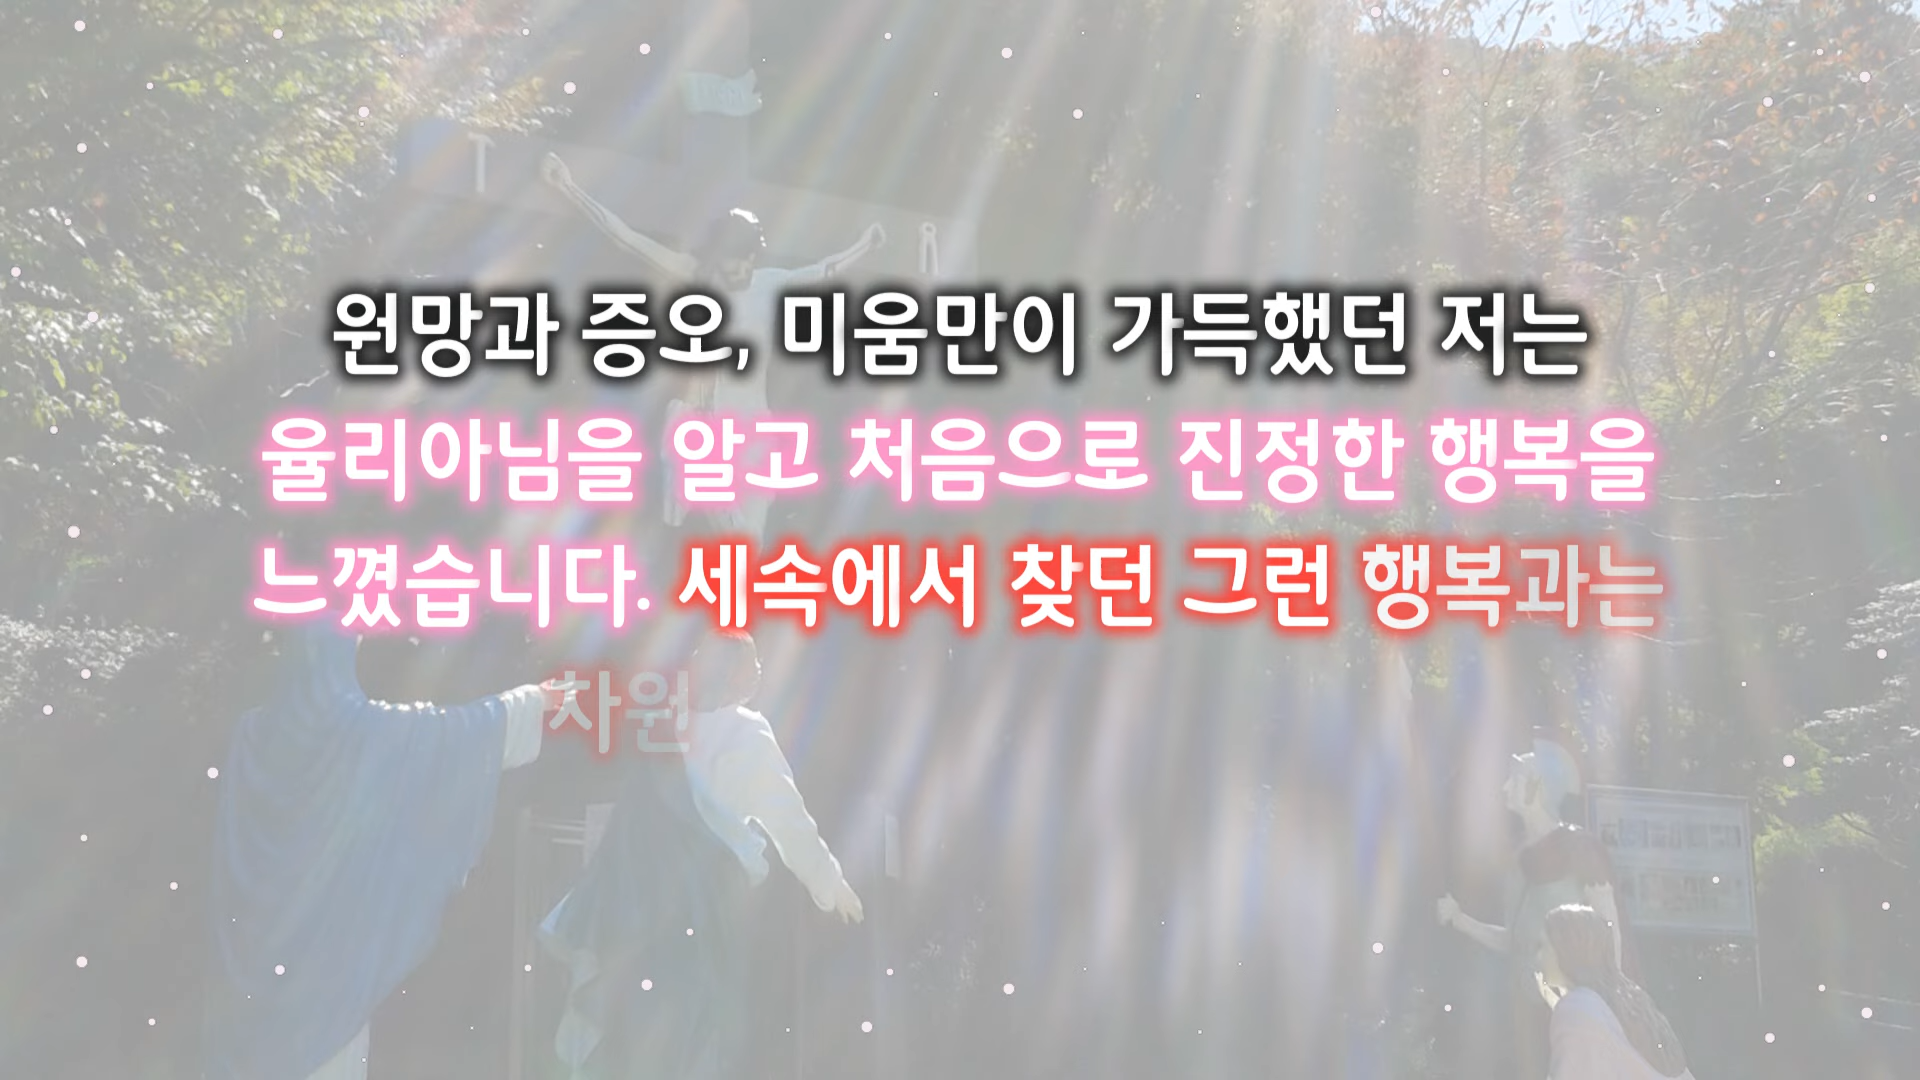 원망과 증오, 미움만이 가득했던 저는
율리아님을 알고 처음으로 진정한 행복을
느꼈습니다. 세속에서 찾던 그런 행복과는
차원